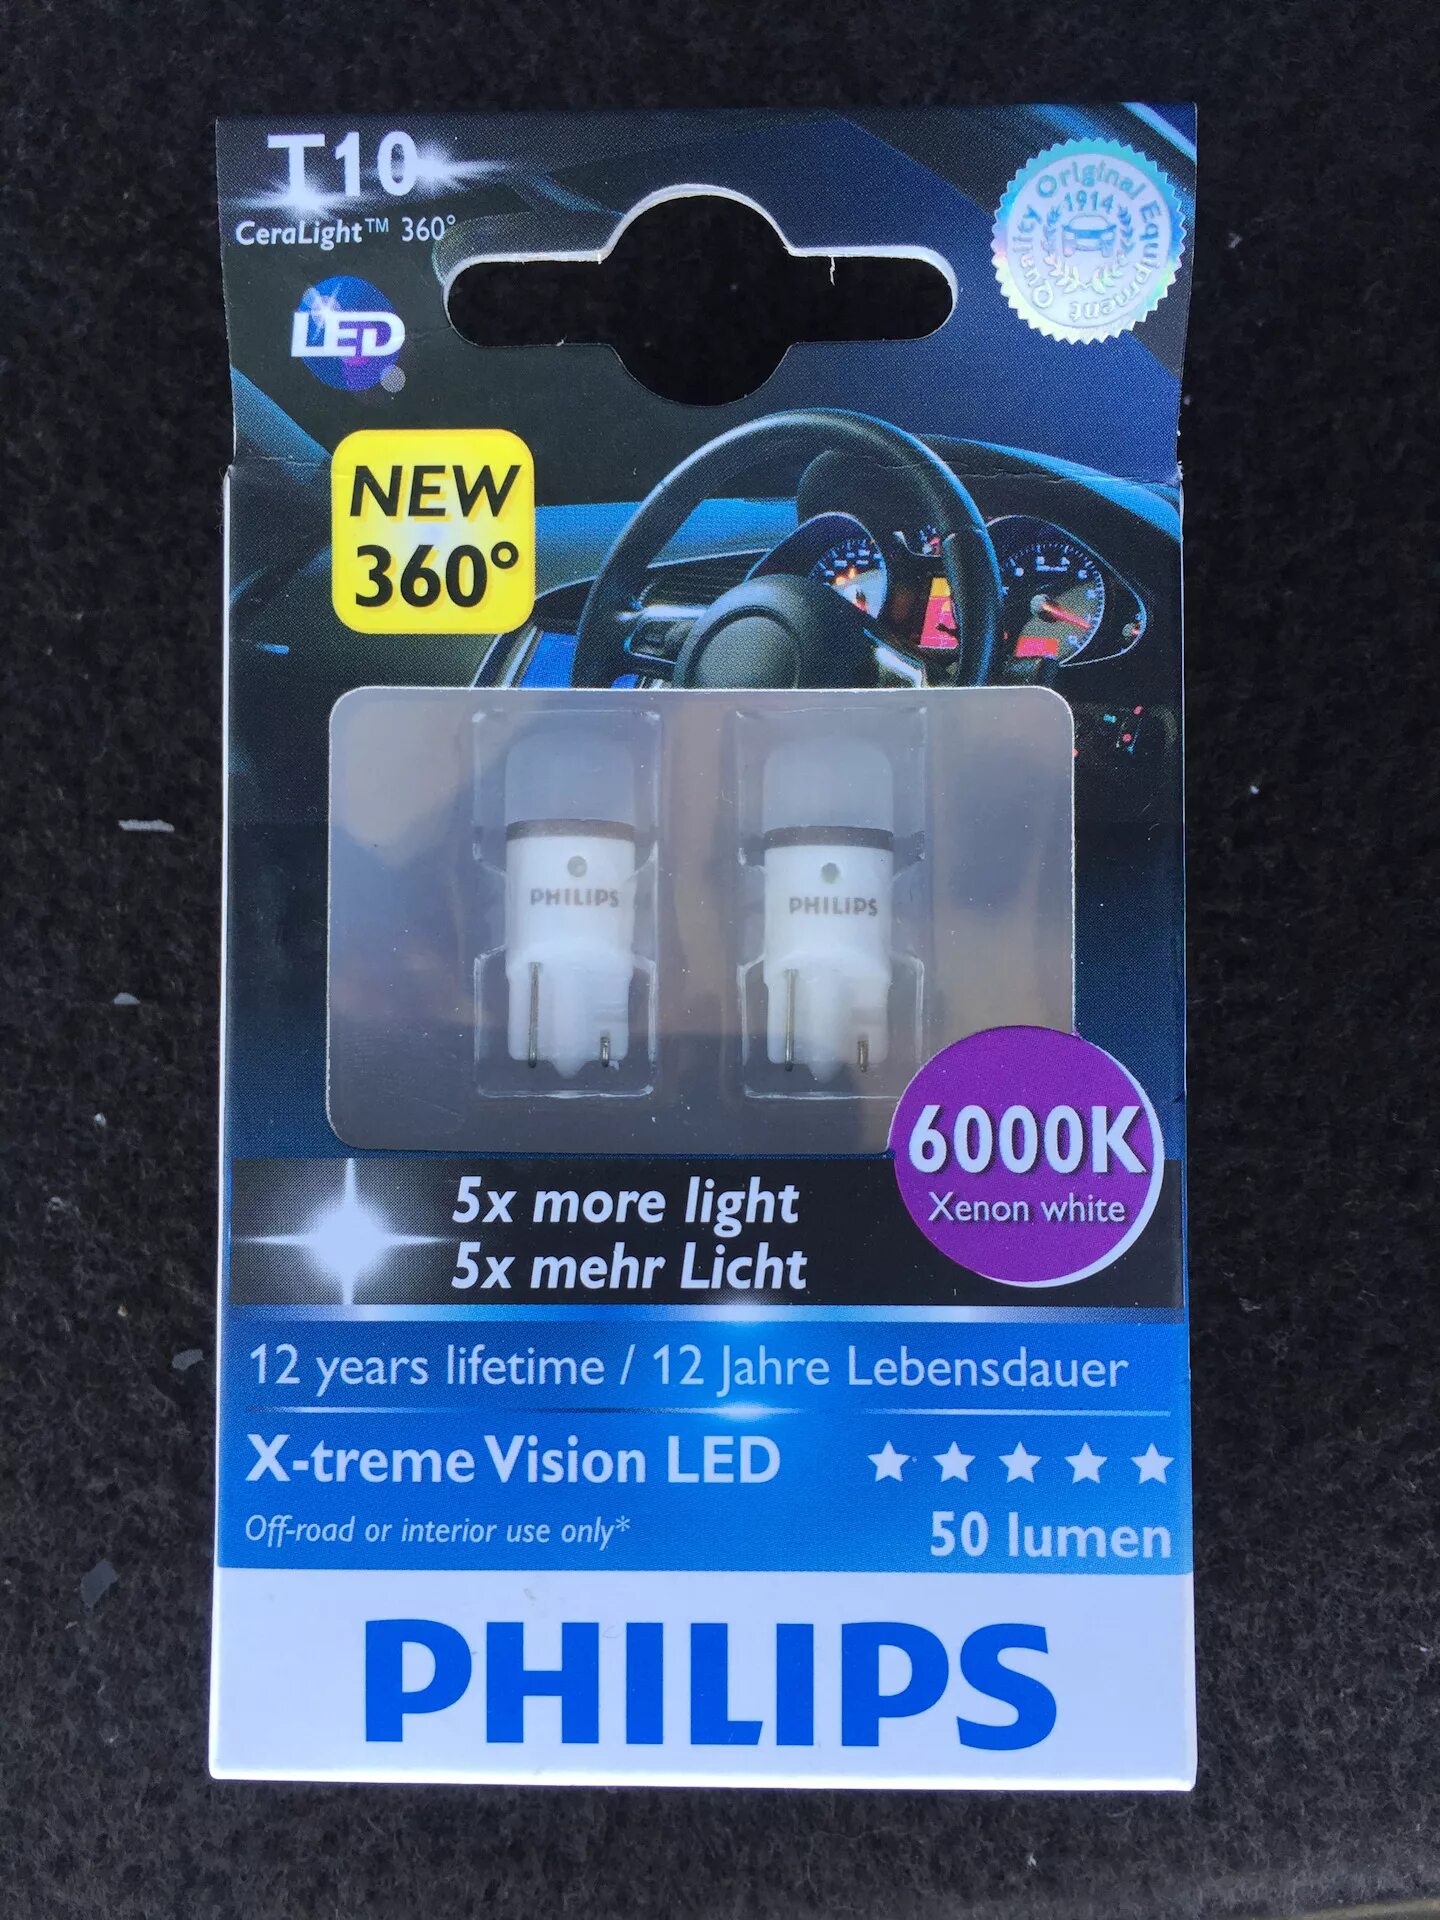 T10
CeraLight™ 360°
Original Equipment Quality
1914
LED
NEW
360°
PHILIPS
PHILIPS
6000K
Xenon white
5x more light
5x mehr Licht
12 years lifetime / 12 Jahre Lebensdauer
X-treme Vision LED
Off-road or interior use only*
50 lumen
PHILIPS